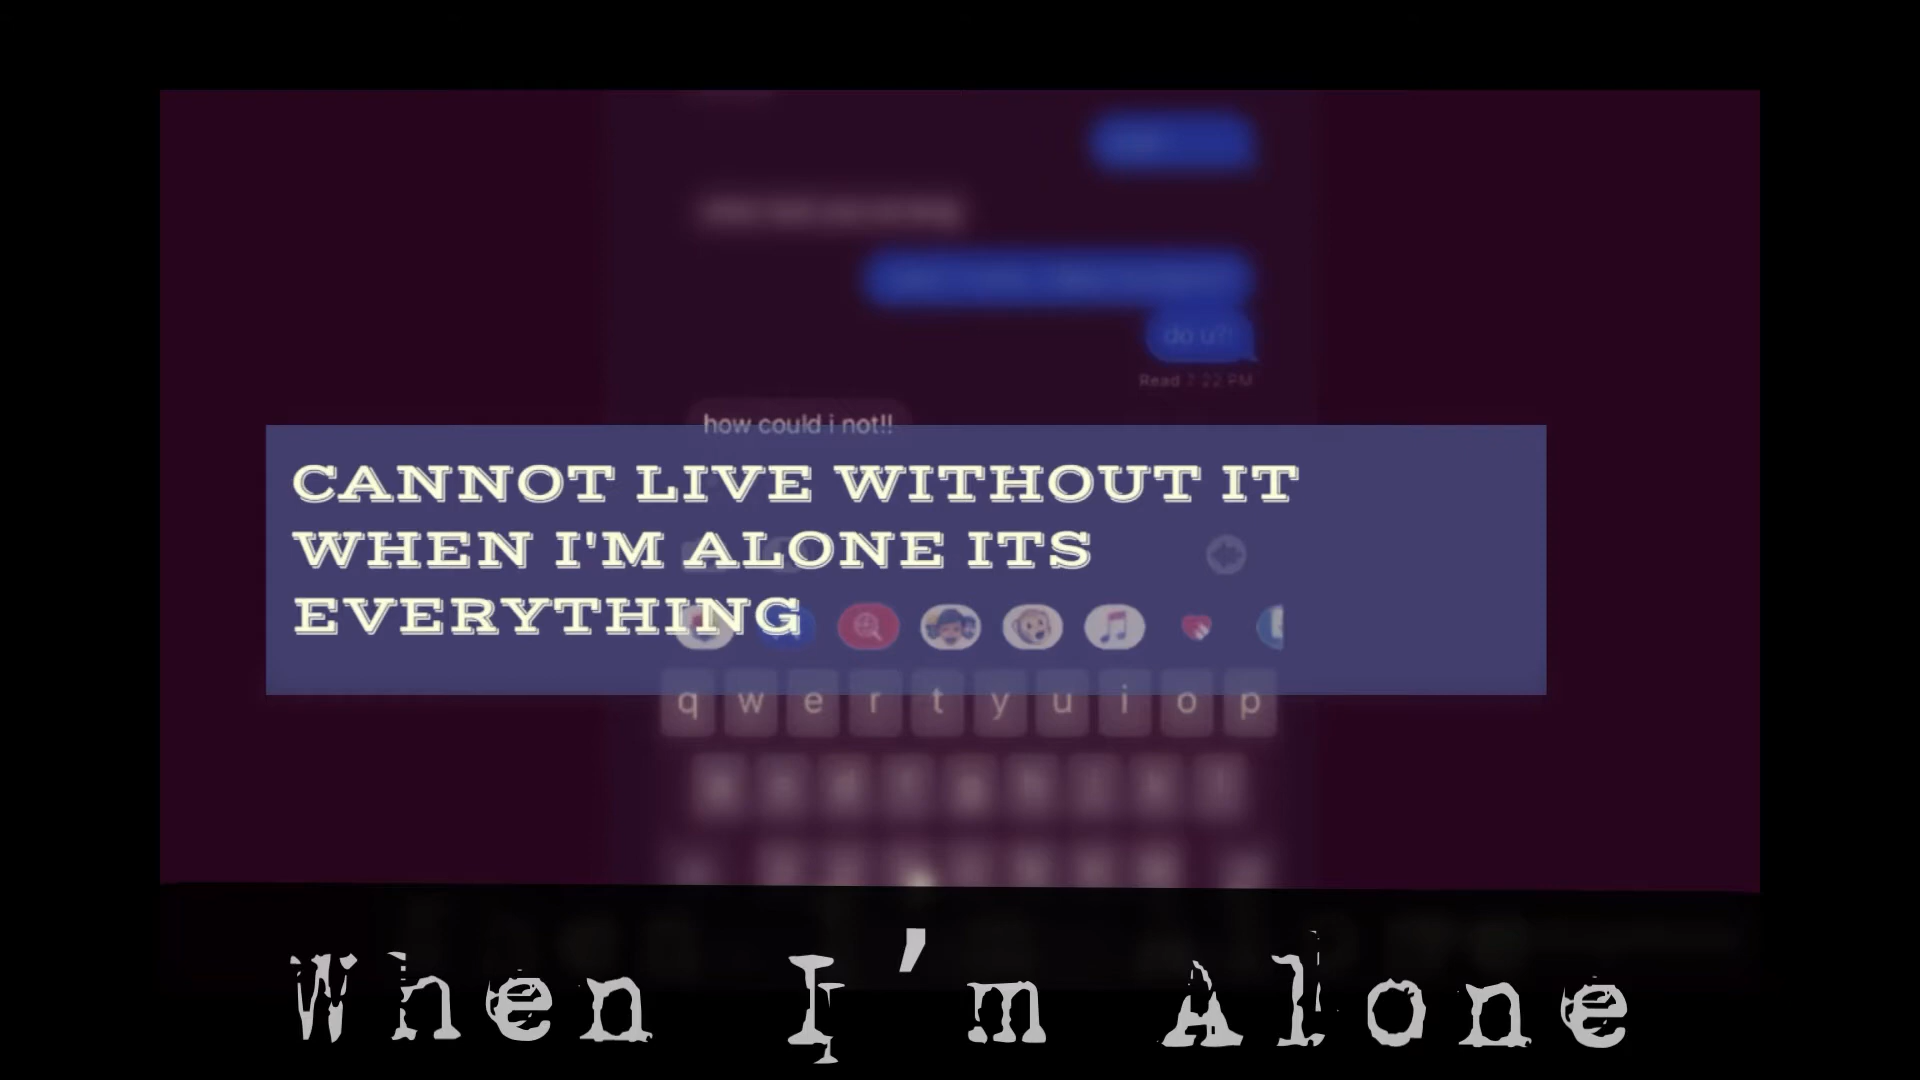 do u?!
Read 7:22 PM
how could i not!!
CANNOT LIVE WITHOUT IT
WHEN I'M ALONE ITS
EVERYTHING
q w e r t y u i o p
When I'm Alone